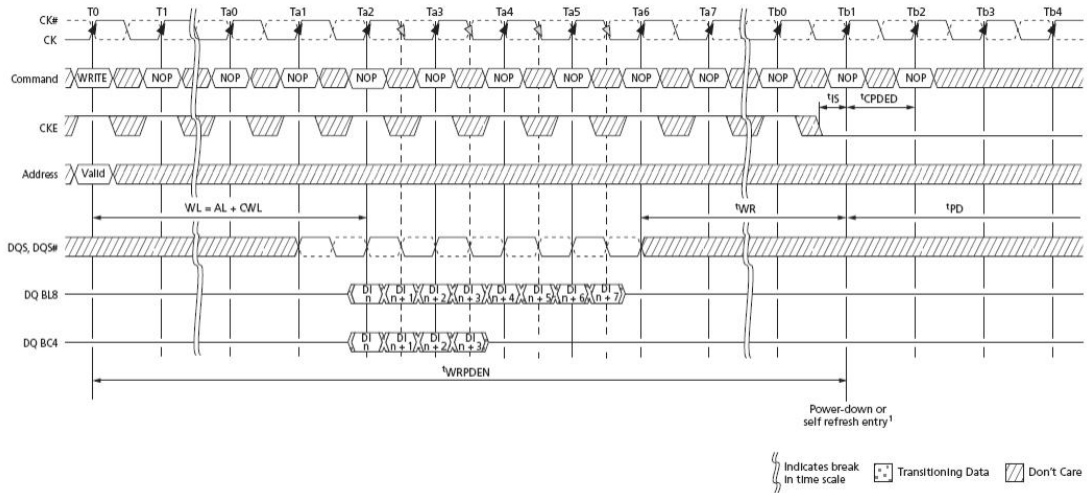 T0 T1 Ta0 Ta1 Ta2 Ta3 Ta4 Ta5 Ta6 Ta7 Tb0 Tb1 Tb2 Tb3 Tb4
CK#
CK
Command WRITE NOP NOP NOP NOP NOP NOP NOP NOP NOP NOP NOP NOP
tIS tCPDED
CKE
Address Valid
WL = AL + CWL tWR tPD
DQS, DQS#
DQ BL8 DI n DI n + 1 DI n + 2 DI n + 3 DI n + 4 DI n + 5 DI n + 6 DI n + 7
DQ BC4 DI n DI n + 1 DI n + 2 DI n + 3
tWRPDEN
Power-down or
self refresh entry1
Indicates break
in time scale
Transitioning Data
Don't Care